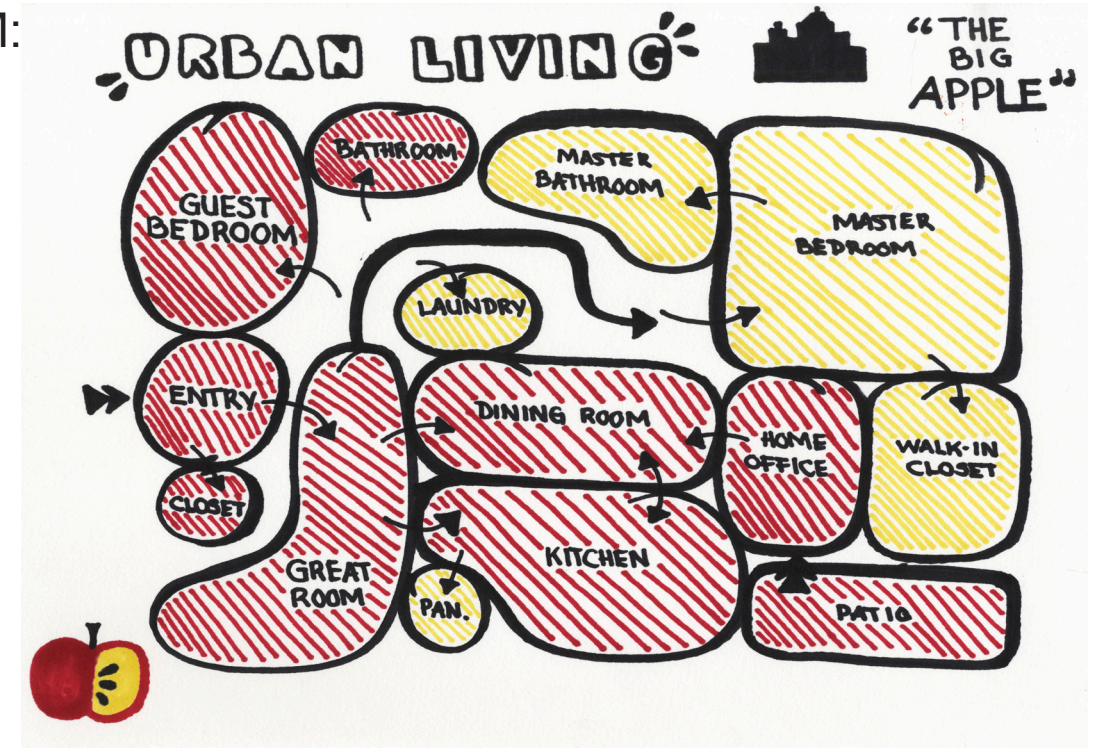 :
URBAN LIVING
"THE
BIG
APPLE"
BATHROOM
MASTER
BATHROOM
GUEST
BEDROOM
MASTER
BEDROOM
LAUNDRY
ENTRY
DINING ROOM
HOME
OFFICE
WALK-IN
CLOSET
CLOSET
GREAT
ROOM
KITCHEN
PAN.
PATIO